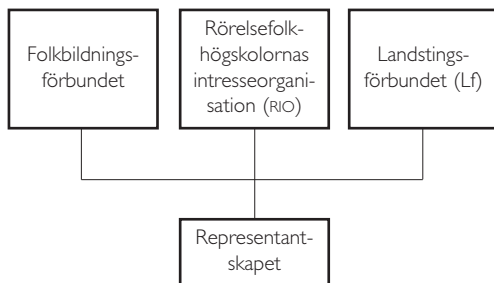 Folkbildnings-
förbundet
Rörelsefolk-
högskolornas
intresseorgani-
sation (RIO)
Landstings-
förbundet (Lf)
Representant-
skapet